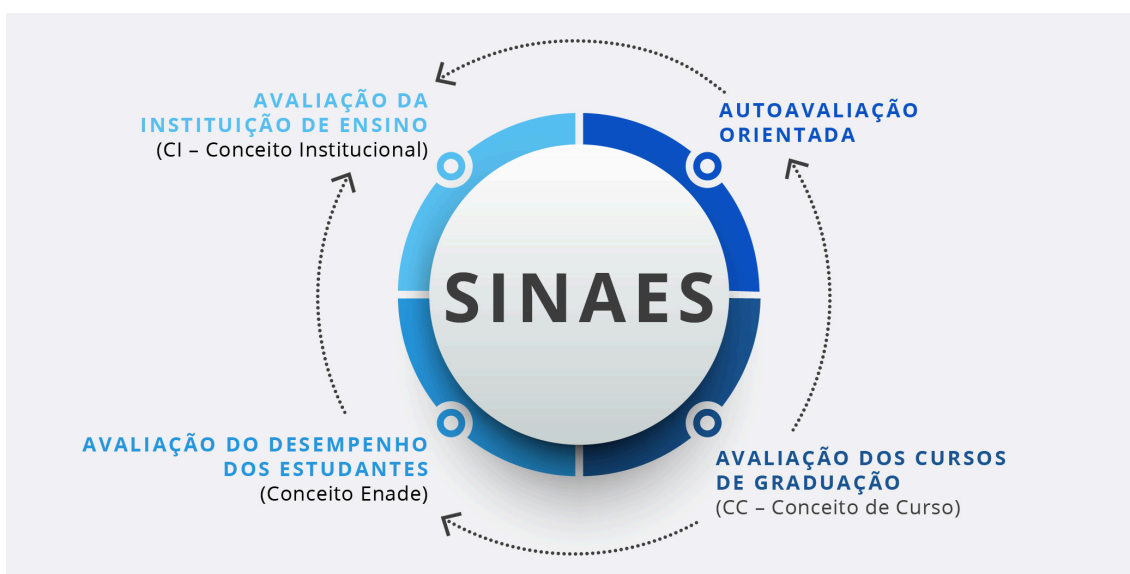 AVALIAÇÃO DA
INSTITUIÇÃO DE ENSINO
(CI – Conceito Institucional)
AUTOAVALIAÇÃO
ORIENTADA
SINAES
AVALIAÇÃO DO DESEMPENHO
DOS ESTUDANTES
(Conceito Enade)
AVALIAÇÃO DOS CURSOS
DE GRADUAÇÃO
(CC – Conceito de Curso)